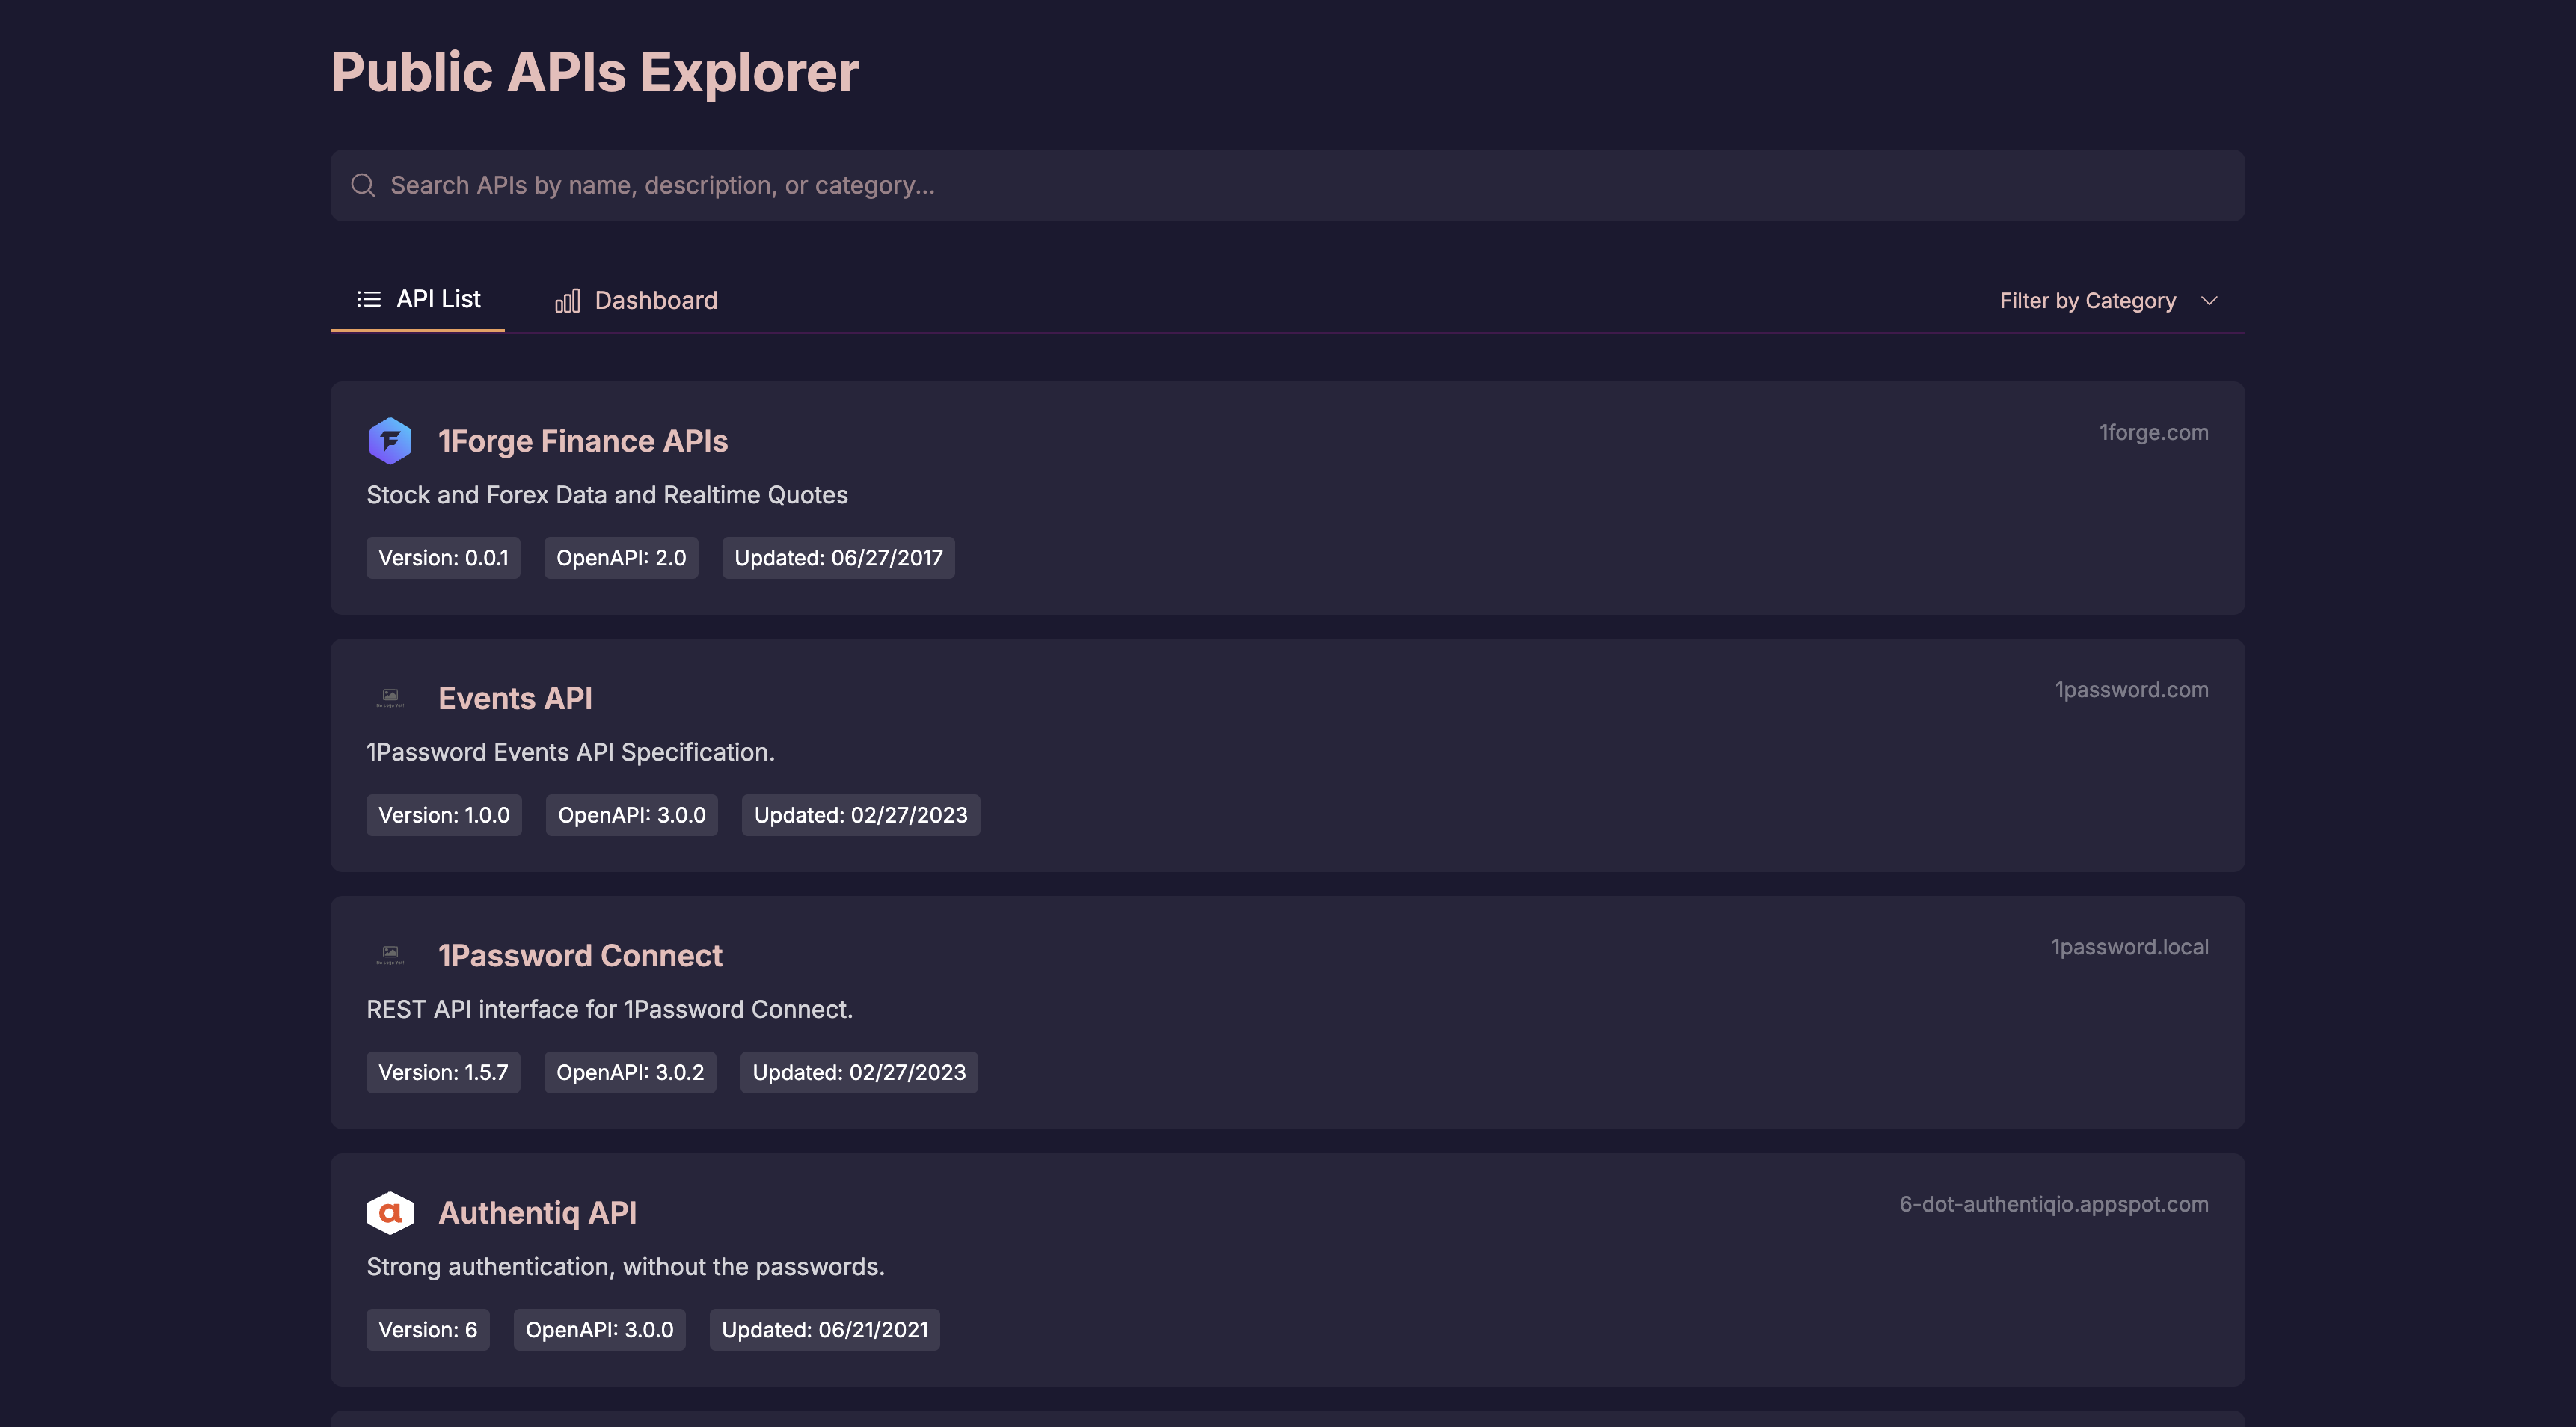 Public APIs Explorer
Search APIs by name, description, or category...
API List
Dashboard
Filter by Category
1Forge Finance APIs
1forge.com
Stock and Forex Data and Realtime Quotes
Version: 0.0.1
OpenAPI: 2.0
Updated: 06/27/2017
Events API
1password.com
1Password Events API Specification.
Version: 1.0.0
OpenAPI: 3.0.0
Updated: 02/27/2023
1Password Connect
1password.local
REST API interface for 1Password Connect.
Version: 1.5.7
OpenAPI: 3.0.2
Updated: 02/27/2023
Authentiq API
6-dot-authentiqio.appspot.com
Strong authentication, without the passwords.
Version: 6
OpenAPI: 3.0.0
Updated: 06/21/2021